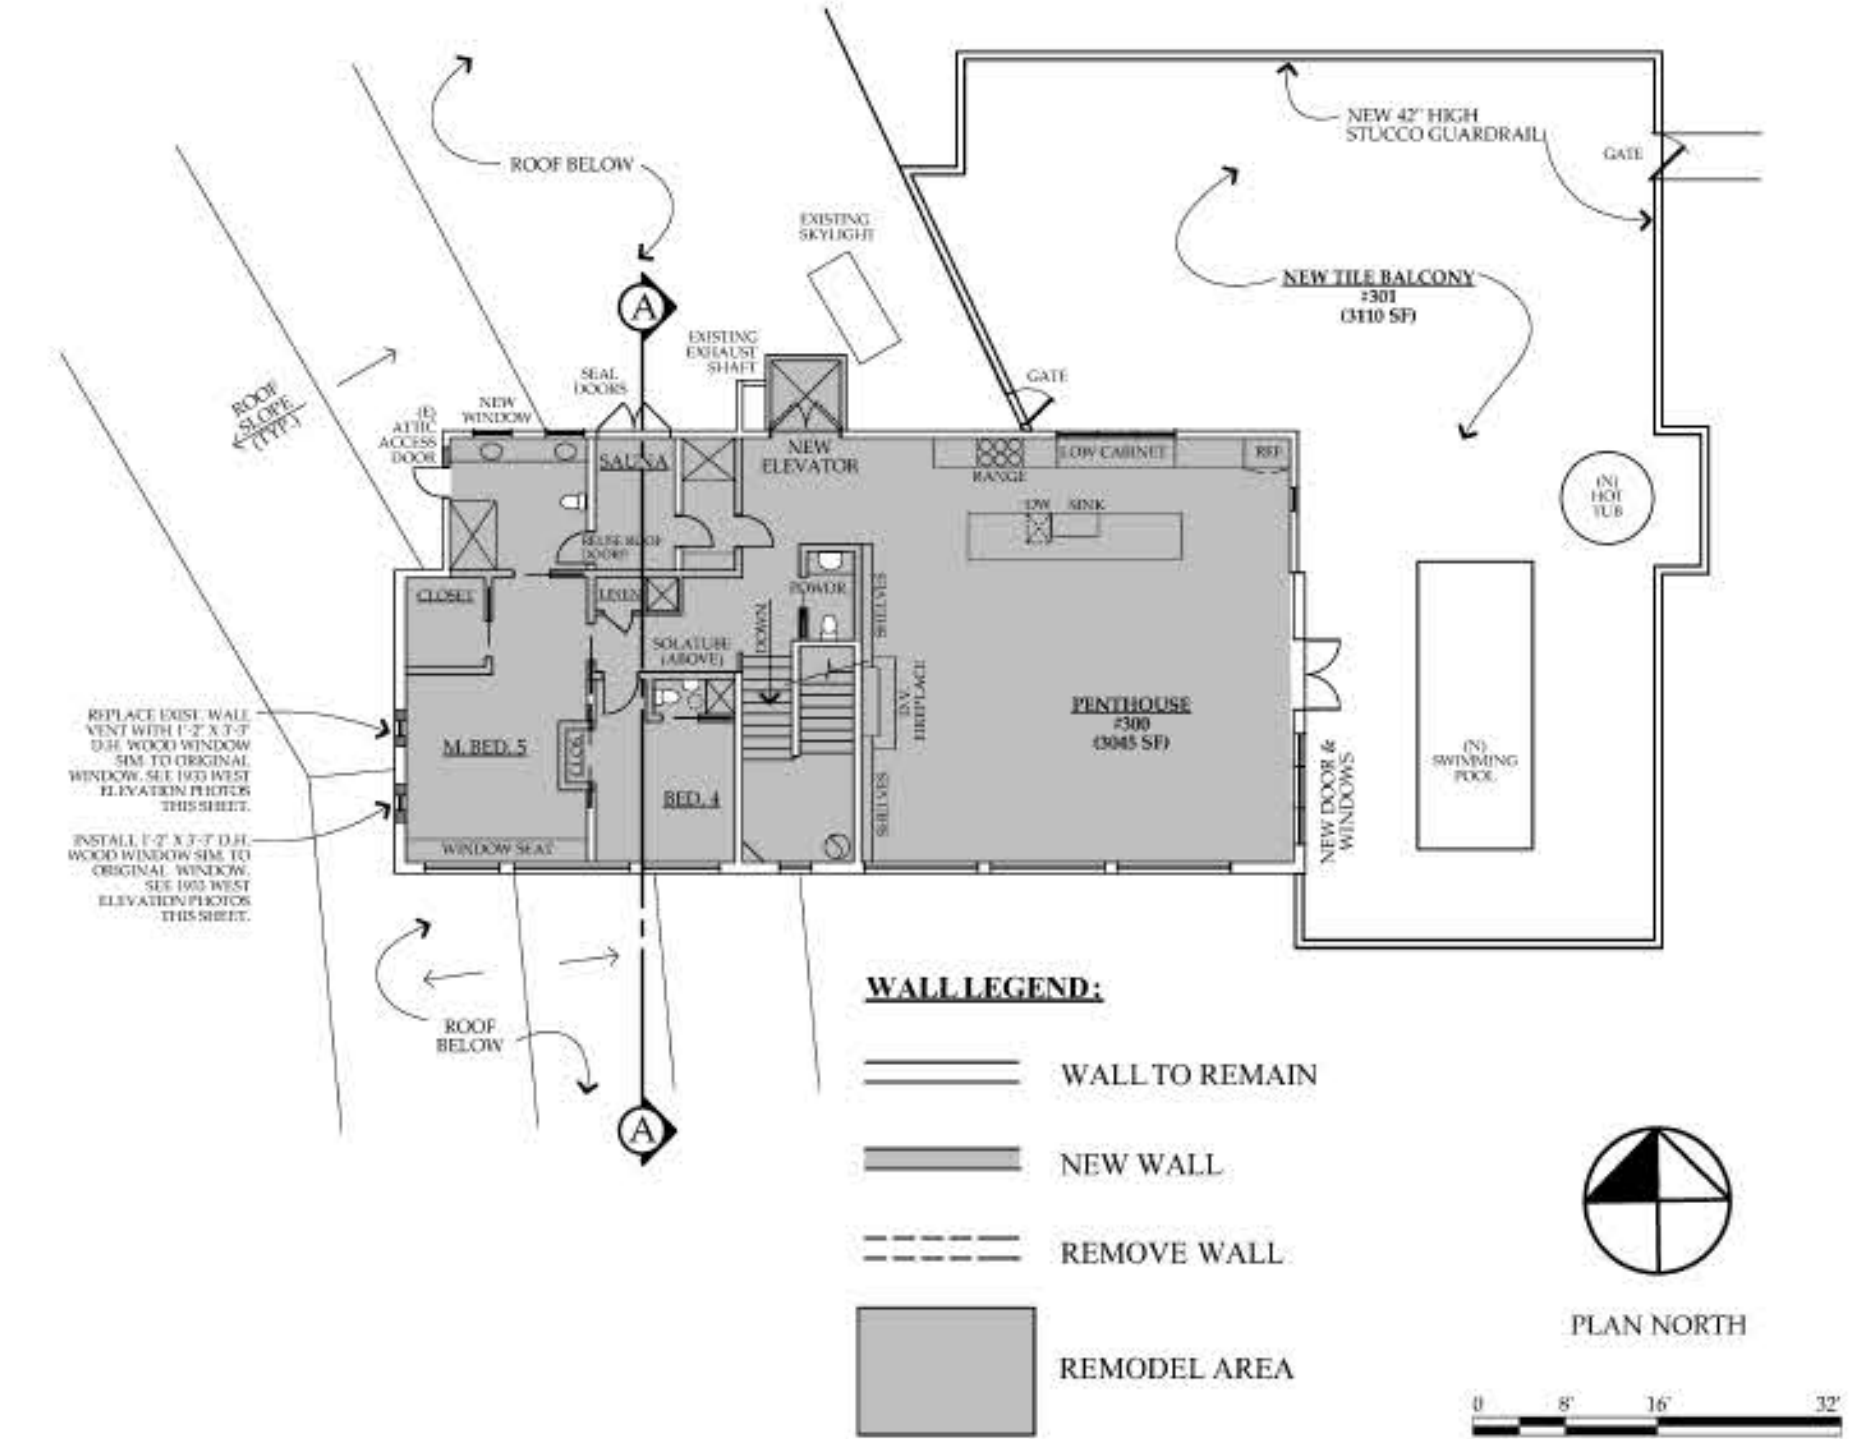 ROOF BELOW
NEW 42" HIGH
STUCCO GUARDRAIL
GATE
EXISTING
SKYLIGHT
NEW TILE BALCONY
#301
(3110 SF)
A
EXISTING
EXHAUST
SHAFT
SEAL
DOORS
GATE
ROOF
SLOPE
(TYP.)
NEW
WINDOW
(E)
ATTIC
ACCESS
DOOR
SAUNA
NEW
ELEVATOR
RANGE
LOW CABINET
REF
DW
SINK
(N)
HOT
TUB
REUSE ROOF
DOORS
CLOSET
LINEN
POWDR.
SHELVES
DOWN
SOLATUBE
(ABOVE)
D.V.
FIREPLACE
PENTHOUSE
#300
(3045 SF)
REPLACE EXIST. WALL
VENT WITH 1'-2" X 3'-3"
D.H. WOOD WINDOW
SIM. TO ORIGINAL
WINDOW. SEE 1933 WEST
ELEVATION PHOTOS
THIS SHEET.
M. BED. 5
CLOS.
BED. 4
SHELVES
NEW DOOR &
WINDOWS
(N)
SWIMMING
POOL
INSTALL 1'-2" X 3'-3" D.H.
WOOD WINDOW SIM. TO
ORIGINAL WINDOW.
SEE 1933 WEST
ELEVATION PHOTOS
THIS SHEET.
WINDOW SEAT
ROOF
BELOW
A
WALL LEGEND:
WALL TO REMAIN
NEW WALL
REMOVE WALL
REMODEL AREA
PLAN NORTH
0 8' 16' 32'